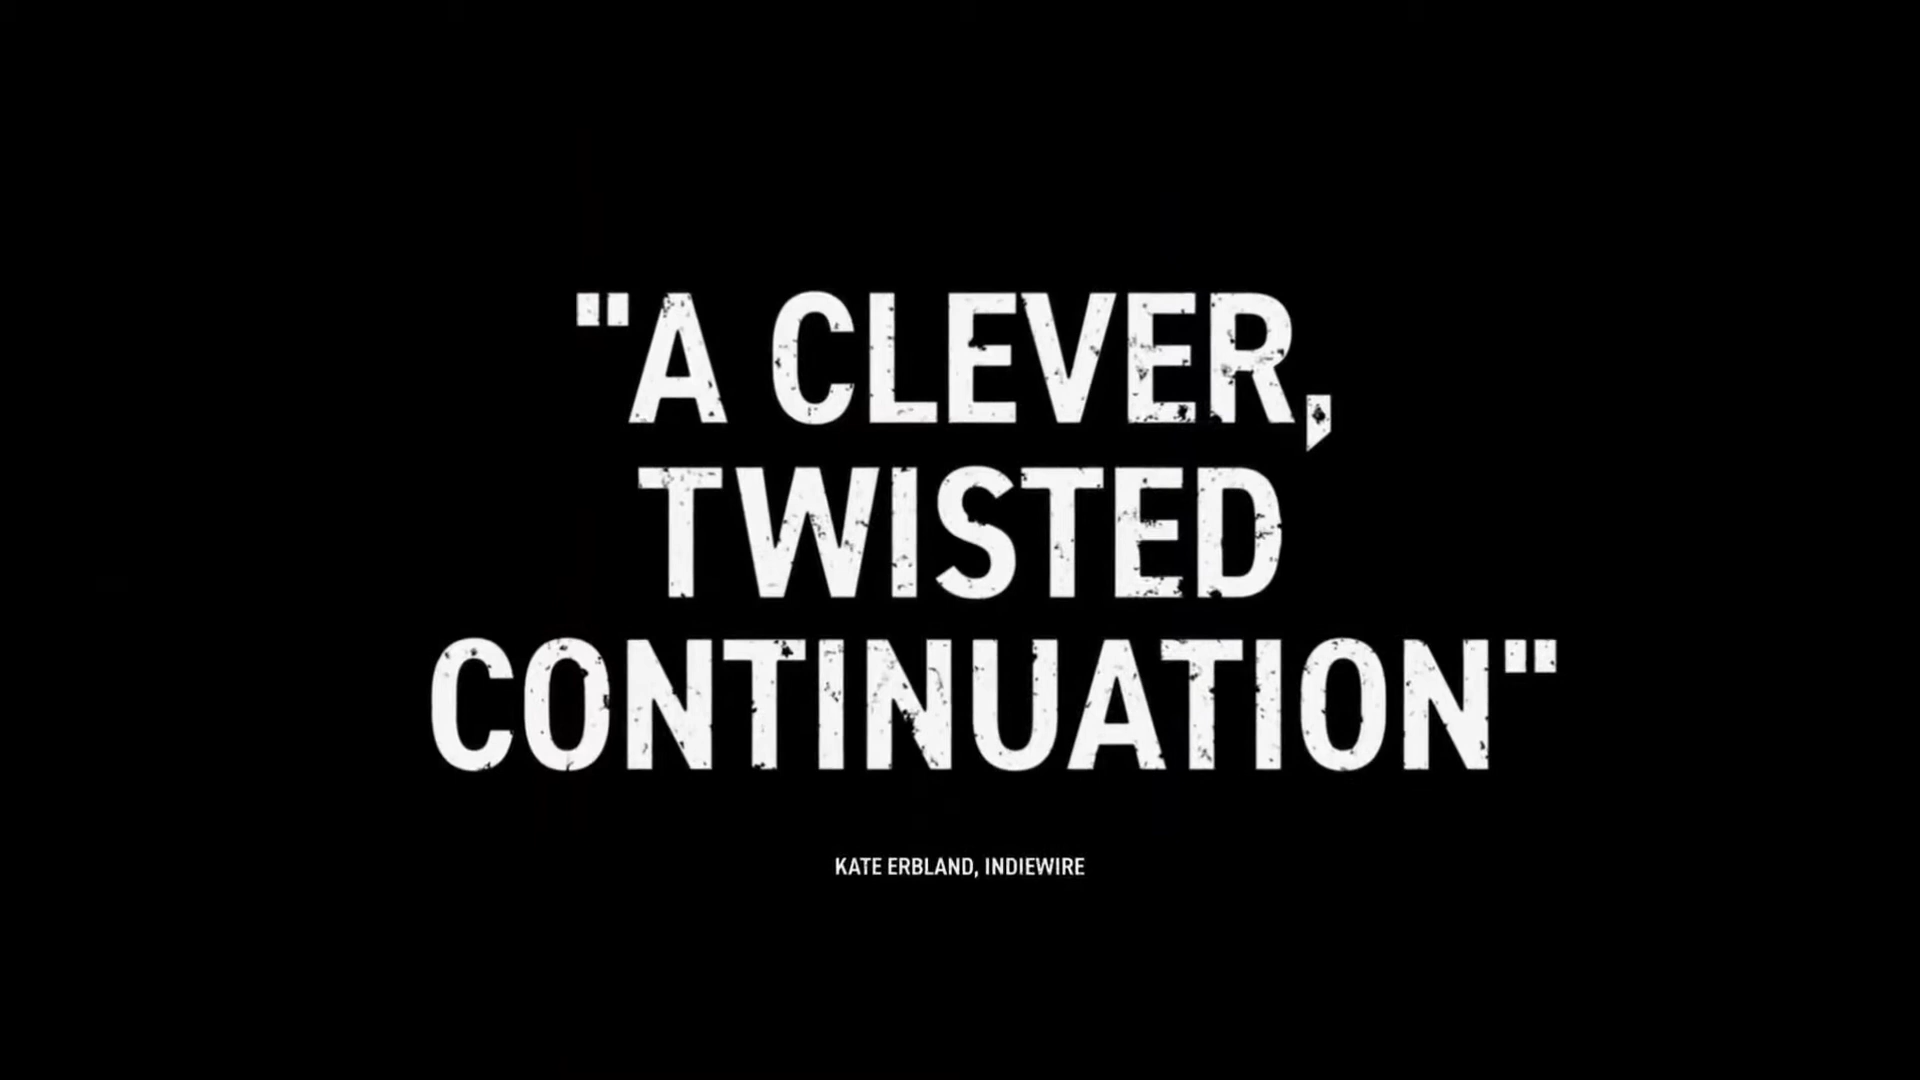 "A CLEVER,
TWISTED
CONTINUATION"
KATE ERBLAND, INDIEWIRE